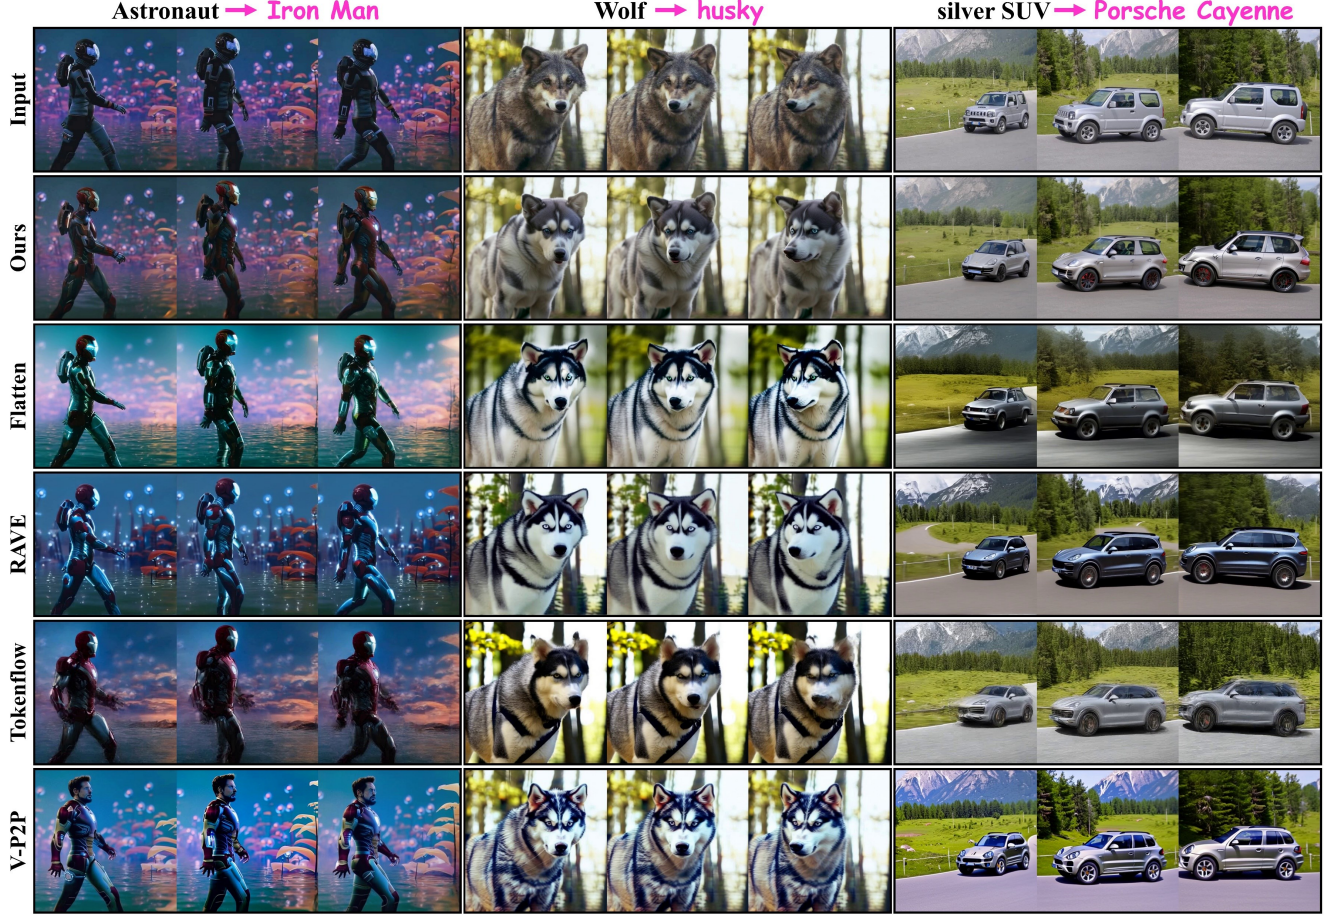 Astronaut → Iron Man
Wolf → husky
silver SUV → Porsche Cayenne
Input
Ours
Flatten
RAVE
Tokenflow
V-P2P